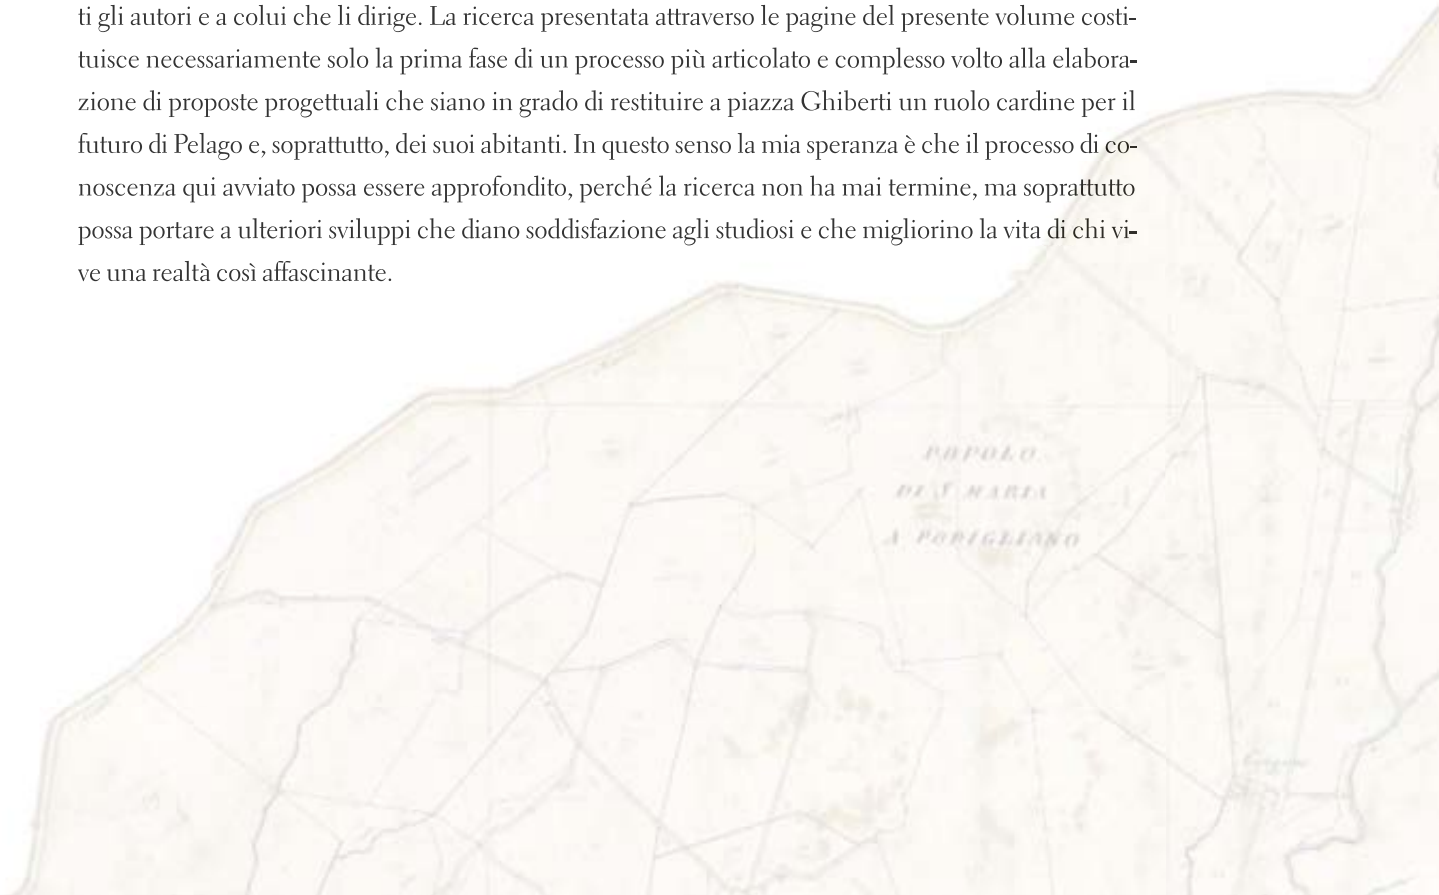 ti gli autori e a colui che li dirige. La ricerca presentata attraverso le pagine del presente volume costi-
tuisce necessariamente solo la prima fase di un processo più articolato e complesso volto alla elabora-
zione di proposte progettuali che siano in grado di restituire a piazza Ghiberti un ruolo cardine per il
futuro di Pelago e, soprattutto, dei suoi abitanti. In questo senso la mia speranza è che il processo di co-
noscenza qui avviato possa essere approfondito, perché la ricerca non ha mai termine, ma soprattutto
possa portare a ulteriori sviluppi che diano soddisfazione agli studiosi e che migliorino la vita di chi vi-
ve una realtà così affascinante.
POPOLO
DI S. MARIA
A POPIGLIANO